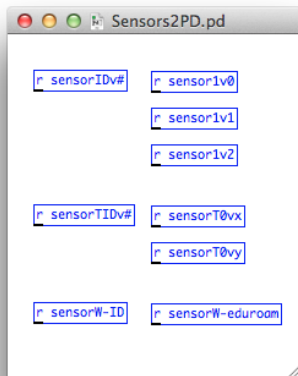 Sensors2PD.pd
r sensorIDv#
r sensor1v0
r sensor1v1
r sensor1v2
r sensorTIDv#
r sensorT0vx
r sensorT0vy
r sensorW-ID
r sensorW-eduroam